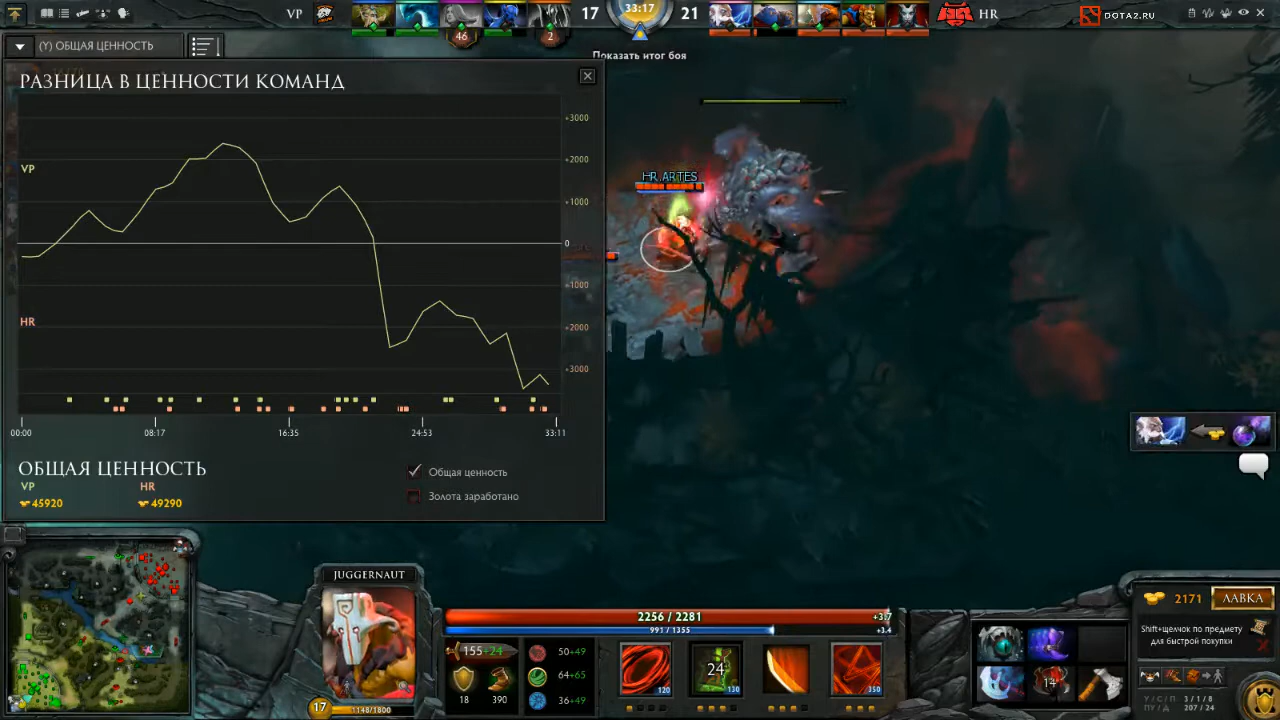 VP 17 33:17 21 HR DOTA2.RU
46 2
(Y) ОБЩАЯ ЦЕННОСТЬ
Показать итог боя
РАЗНИЦА В ЦЕННОСТИ КОМАНД
+3000
VP
+2000
+1000
0
+1000
HR
+2000
+3000
00:00 08:17 16:35 24:53 33:11
ОБЩАЯ ЦЕННОСТЬ
VP HR
45920 49290
Общая ценность
Золота заработано
HR.ARTES
JUGGERNAUT
17 1148/1800
2256 / 2281 +3.7
991 / 1355 +3.4
155+24
18 390
50+49
64+65
36+49
120
24 130
350
14
2171 ЛАВКА
Shift+щелчок по предмету
для быстрой покупки
У / С / П 3 / 1 / 8
ПУ / Д 207 / 24